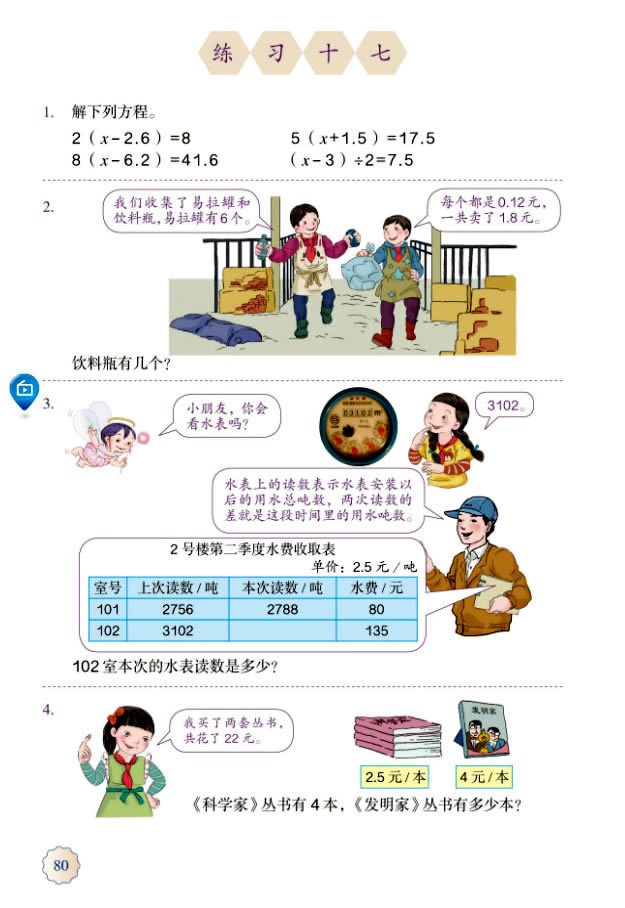 练习十七
1. 解下列方程。
2（x－2.6）=8 5（x+1.5）=17.5
8（x－6.2）=41.6 （x－3）÷2=7.5
2.
我们收集了易拉罐和
饮料瓶，易拉罐有6个。
每个都是0.12元，
一共卖了1.8元。
饮料瓶有几个？
3.
小朋友，你会
看水表吗？
03102 m³
3102。
水表上的读数表示水表安装以
后的用水总吨数，两次读数的
差就是这段时间里的用水吨数。
2号楼第二季度水费收取表
单价：2.5元/吨
室号 上次读数/吨 本次读数/吨 水费/元
101 2756 2788 80
102 3102 135
102室本次的水表读数是多少？
4.
我买了两套丛书，
共花了22元。
科学家
发明家
2.5元/本 4元/本
《科学家》丛书有4本，《发明家》丛书有多少本？
80